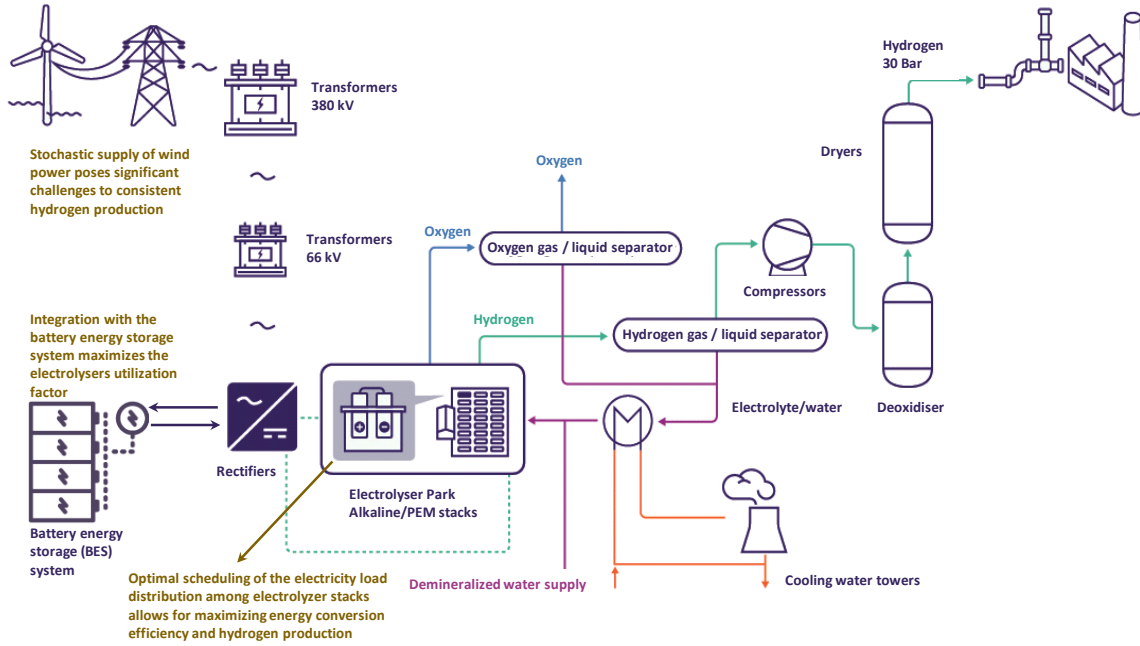 Hydrogen
30 Bar
Transformers
380 kV
Stochastic supply of wind
power poses significant
challenges to consistent
hydrogen production
Dryers
Oxygen
Oxygen
Transformers
66 kV
Oxygen gas / liquid separator
Compressors
Integration with the
battery energy storage
system maximizes the
electrolysers utilization
factor
Hydrogen
Hydrogen gas / liquid separator
Electrolyte/water
Deoxidiser
Rectifiers
Electrolyser Park
Alkaline/PEM stacks
Battery energy
storage (BES)
system
Optimal scheduling of the electricity load
distribution among electrolyzer stacks
allows for maximizing energy conversion
efficiency and hydrogen production
Demineralized water supply
Cooling water towers